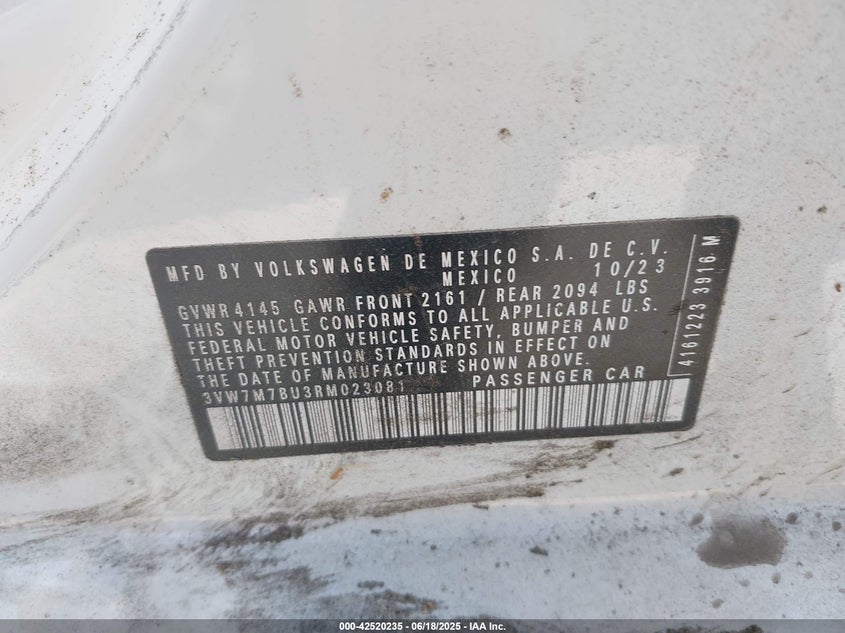 MFD BY VOLKSWAGEN DE MEXICO S.A. DE C.V.
MEXICO 10/23
GVWR 4145 GAWR FRONT 2161 / REAR 2094 LBS
THIS VEHICLE CONFORMS TO ALL APPLICABLE U.S.
FEDERAL MOTOR VEHICLE SAFETY, BUMPER AND
THEFT PREVENTION STANDARDS IN EFFECT ON
THE DATE OF MANUFACTURE SHOWN ABOVE.
3VW7M7BU3RM023081 PASSENGER CAR
4161223 3916 M
000-42520235 - 06/18/2025 - IAA Inc.